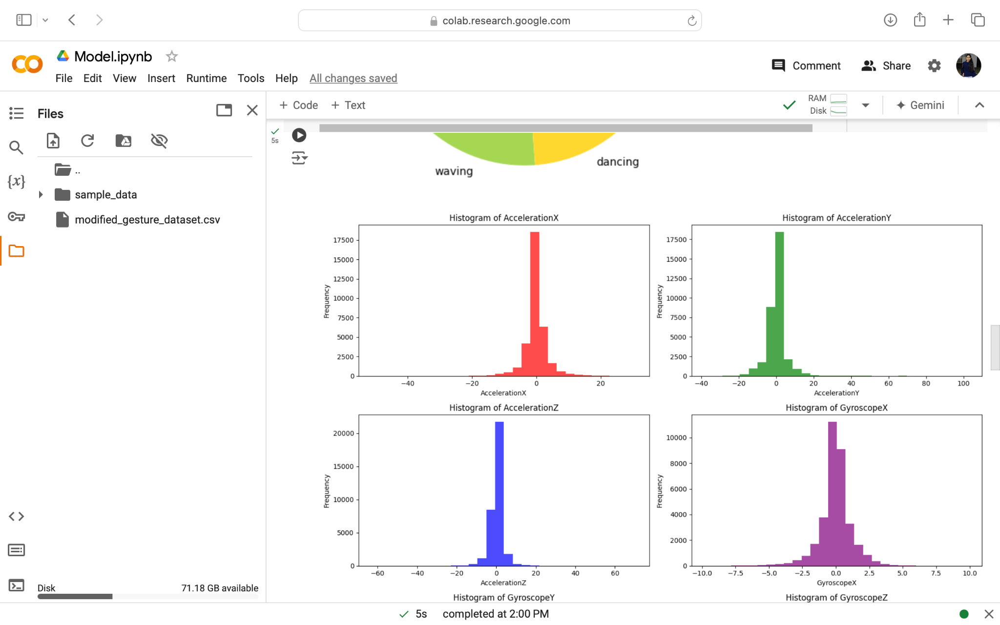 colab.research.google.com
Model.ipynb
File Edit View Insert Runtime Tools Help All changes saved
Comment Share
Files
+ Code + Text
RAM
Disk
Gemini
..
sample_data
modified_gesture_dataset.csv
{x}
Disk 71.18 GB available
5s
waving
dancing
Histogram of AccelerationX
17500
15000
12500
10000
7500
5000
2500
0
Frequency
−40 −20 0 20
AccelerationX
Histogram of AccelerationY
17500
15000
12500
10000
7500
5000
2500
0
Frequency
−40 −20 0 20 40 60 80 100
AccelerationY
Histogram of AccelerationZ
20000
15000
10000
5000
0
Frequency
−60 −40 −20 0 20 40 60
AccelerationZ
Histogram of GyroscopeX
10000
8000
6000
4000
2000
0
Frequency
−10.0 −7.5 −5.0 −2.5 0.0 2.5 5.0 7.5 10.0
GyroscopeX
Histogram of GyroscopeY
Histogram of GyroscopeZ
5s completed at 2:00 PM